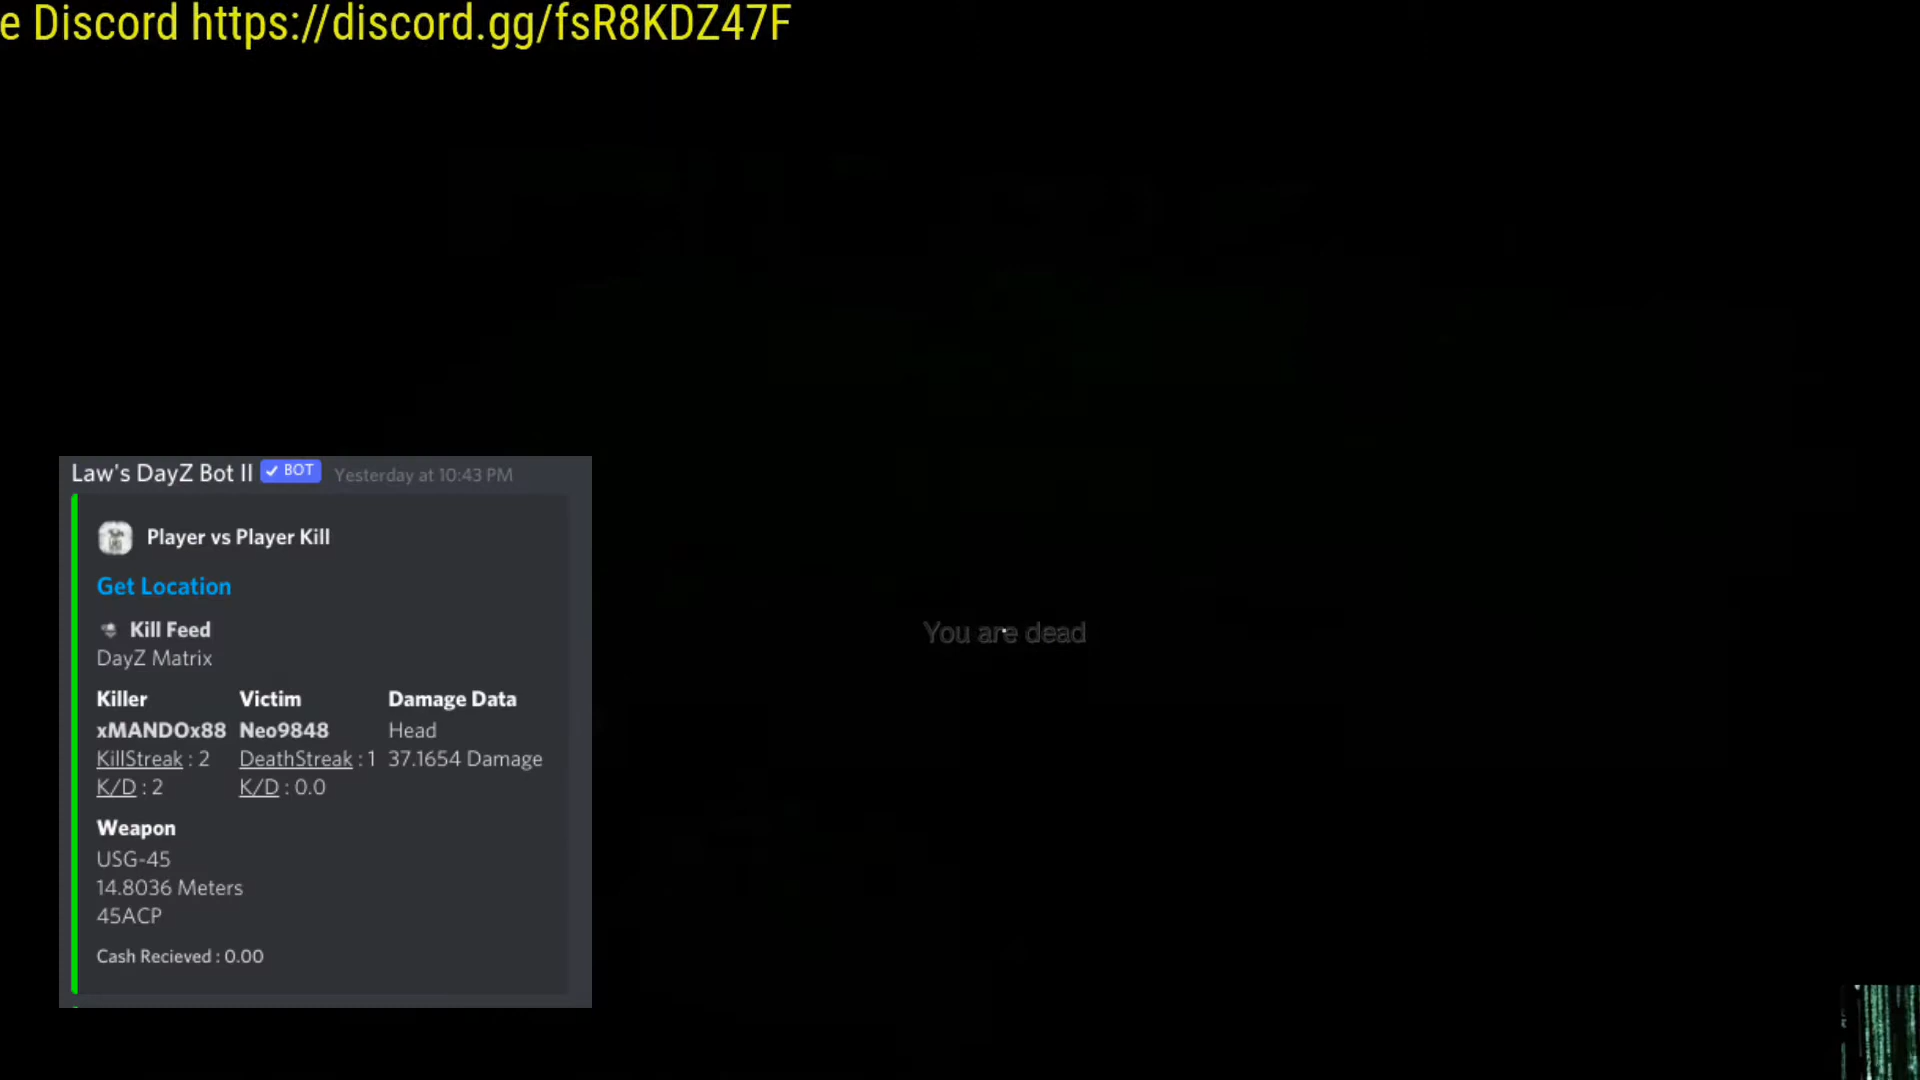 e Discord https://discord.gg/fsR8KDZ47F
Law's DayZ Bot II ✓ BOT Yesterday at 10:43 PM
Player vs Player Kill
Get Location
Kill Feed
DayZ Matrix
Killer Victim Damage Data
xMANDOx88 Neo9848 Head
KillStreak : 2 DeathStreak : 1 37.1654 Damage
K/D : 2 K/D : 0.0
Weapon
USG-45
14.8036 Meters
45ACP
Cash Recieved : 0.00
You are dead